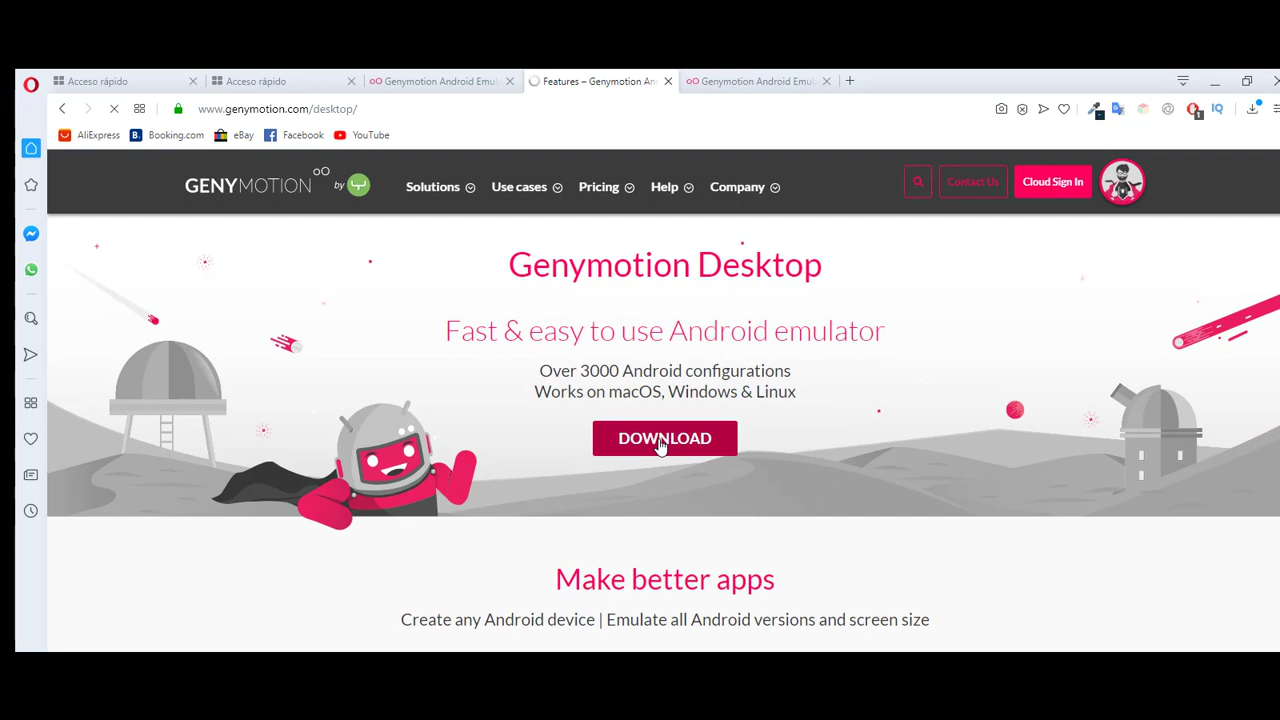 Acceso rápido
Acceso rápido
Genymotion Android Emul
Features – Genymotion An
Genymotion Android Emul
www.genymotion.com/desktop/
1
AliExpress
B. Booking.com
eBay
Facebook
YouTube
GENYMOTION by
Solutions
Use cases
Pricing
Help
Company
Contact Us
Cloud Sign In
Genymotion Desktop
Fast & easy to use Android emulator
Over 3000 Android configurations
Works on macOS, Windows & Linux
DOWNLOAD
Make better apps
Create any Android device | Emulate all Android versions and screen size